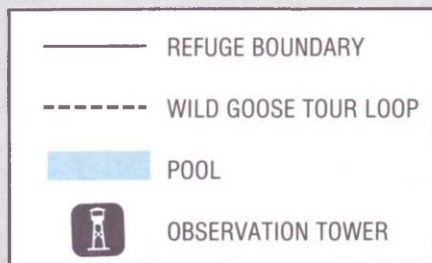 REFUGE BOUNDARY
WILD GOOSE TOUR LOOP
POOL
OBSERVATION TOWER